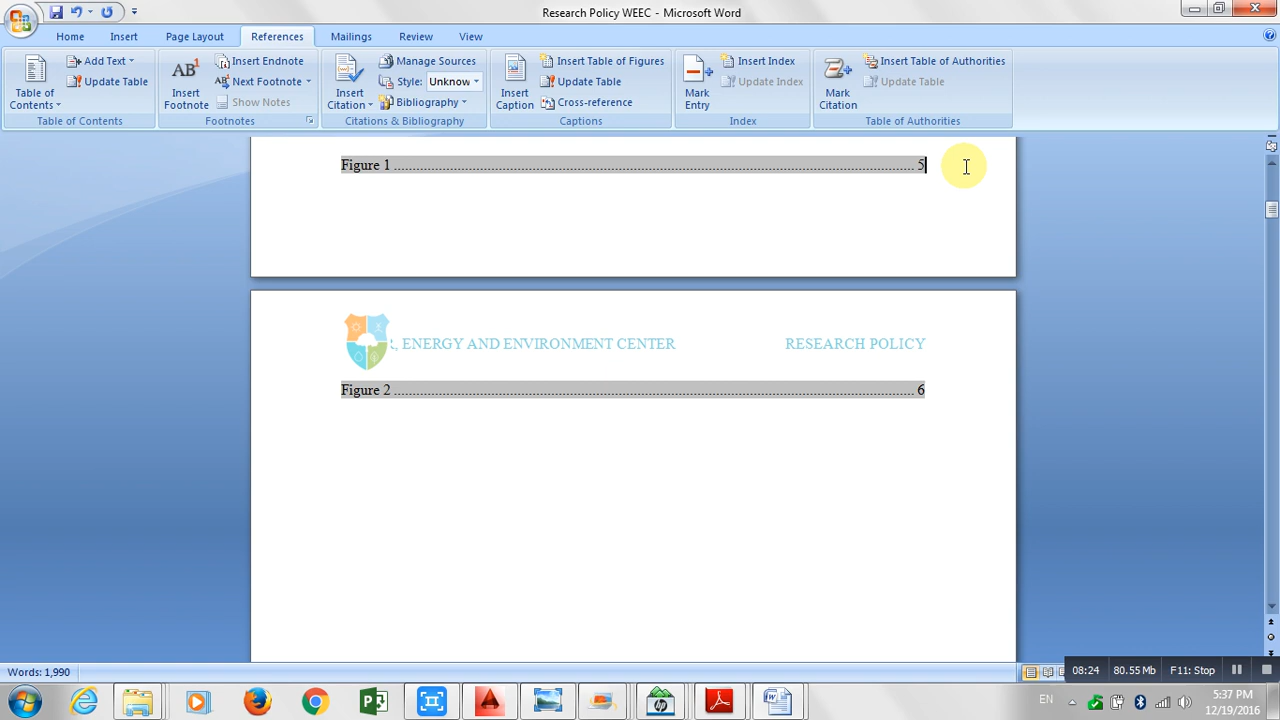 Research Policy WEEC - Microsoft Word
Home Insert Page Layout References Mailings Review View
Table of Contents
Add Text
Update Table
Table of Contents
AB1
Insert Footnote
Insert Endnote
AB1 Next Footnote
Show Notes
Footnotes
Insert Citation
Manage Sources
Style: Unknow
Bibliography
Citations & Bibliography
Insert Caption
Insert Table of Figures
Update Table
Cross-reference
Captions
Mark Entry
Insert Index
Update Index
Index
Mark Citation
Insert Table of Authorities
Update Table
Table of Authorities
Figure 1 ........................................................................................................................................... 5
, ENERGY AND ENVIRONMENT CENTER RESEARCH POLICY
Figure 2 ........................................................................................................................................... 6
Words: 1,990
08:24 80.55 Mb F11: Stop
EN
5:37 PM
12/19/2016